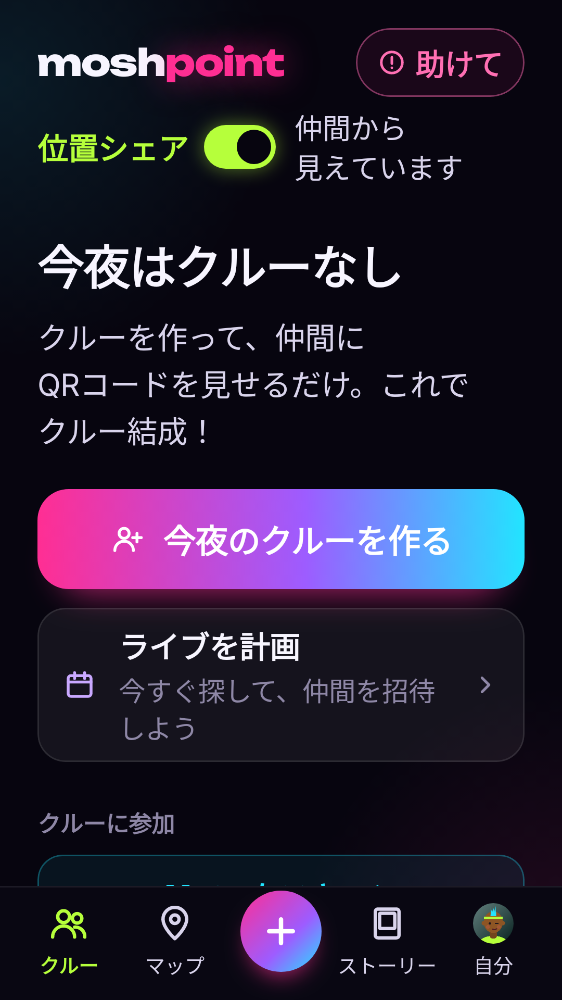 moshpoint
助けて
位置シェア
仲間から
見えています
今夜はクルーなし
クルーを作って、仲間に
QRコードを見せるだけ。これで
クルー結成！
今夜のクルーを作る
ライブを計画
今すぐ探して、仲間を招待
しよう
クルーに参加
クルー
マップ
ストーリー
自分